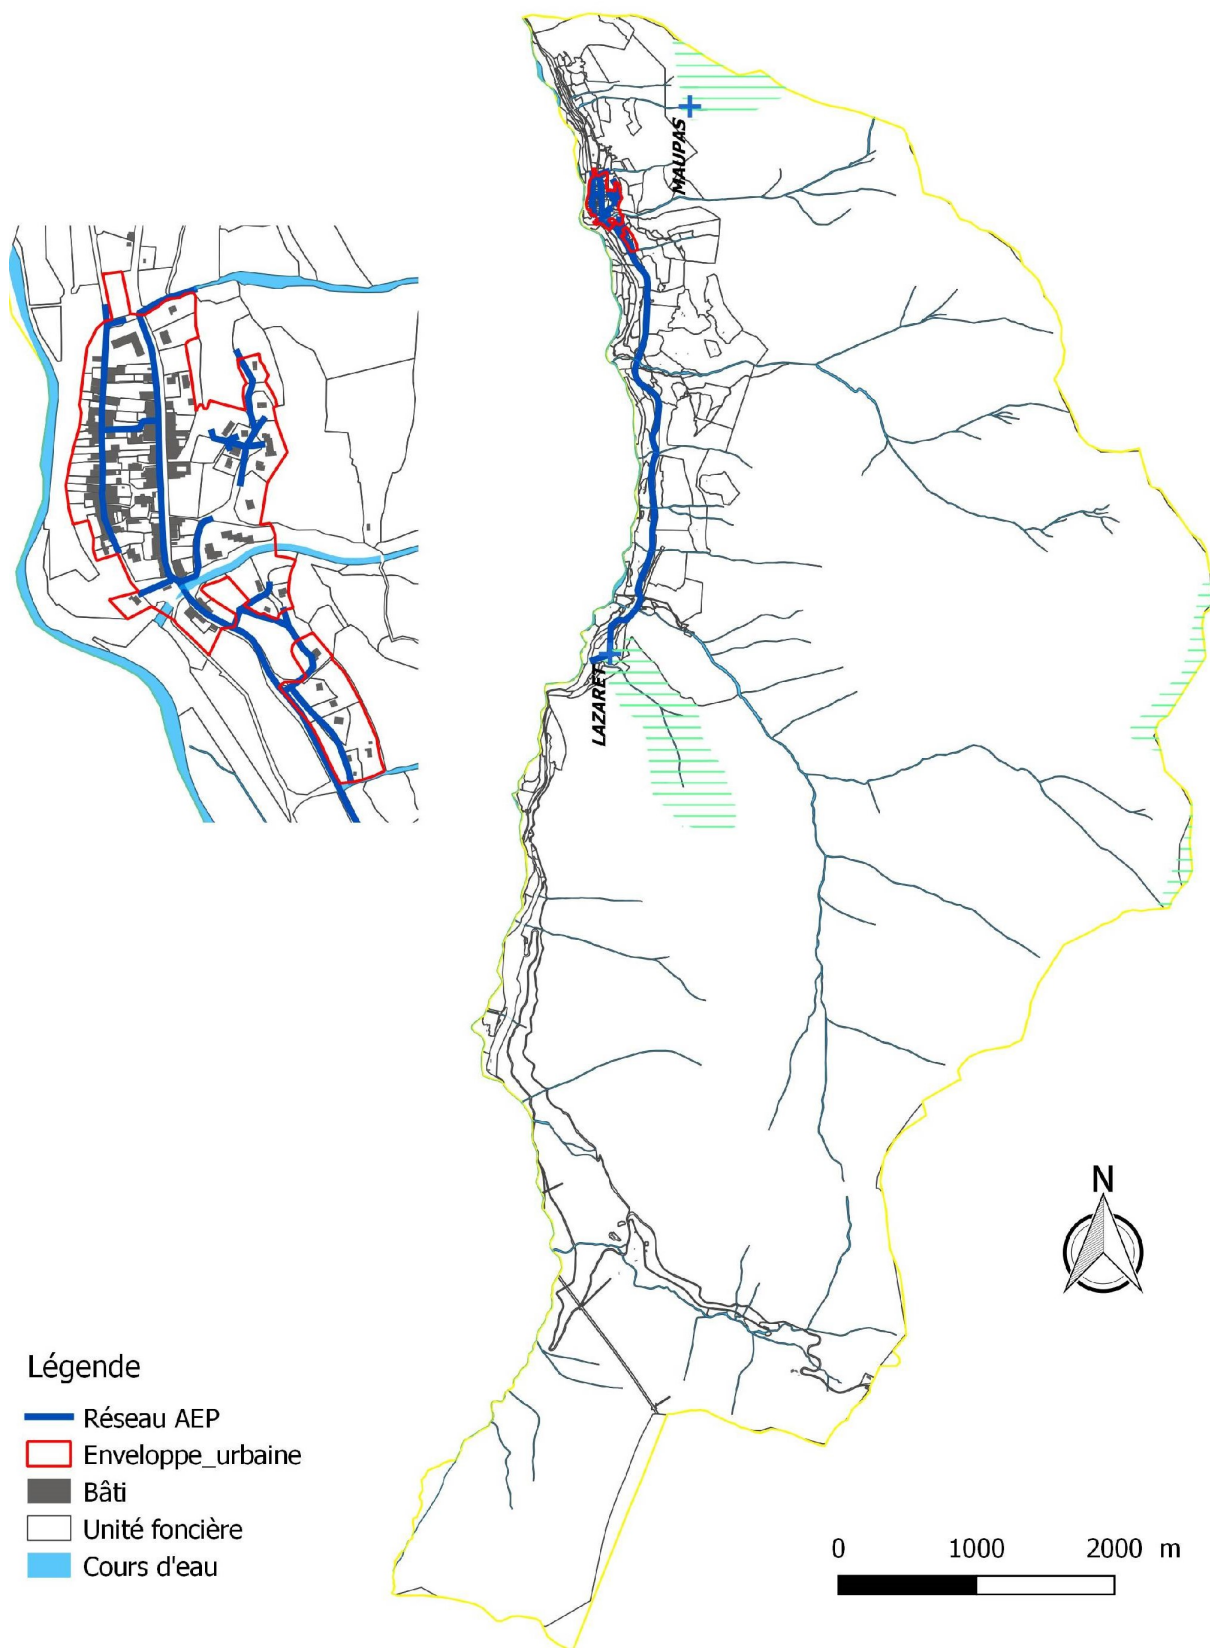 MAUPAS
LAZARET
N
Légende
Réseau AEP
Enveloppe_urbaine
Bâti
Unité foncière
Cours d'eau
0 1000 2000 m